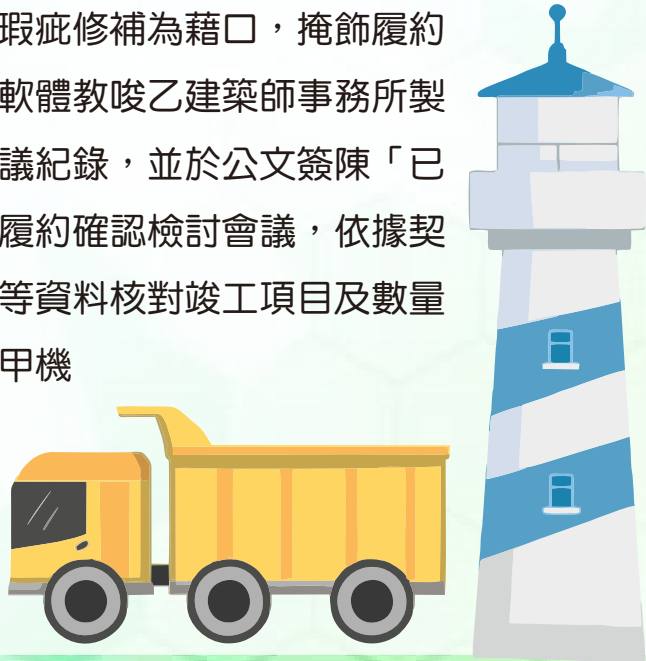 瑕疵修補為藉口，掩飾履約
軟體教唆乙建築師事務所製
議紀錄，並於公文簽陳「已
履約確認檢討會議，依據契
等資料核對竣工項目及數量
甲機